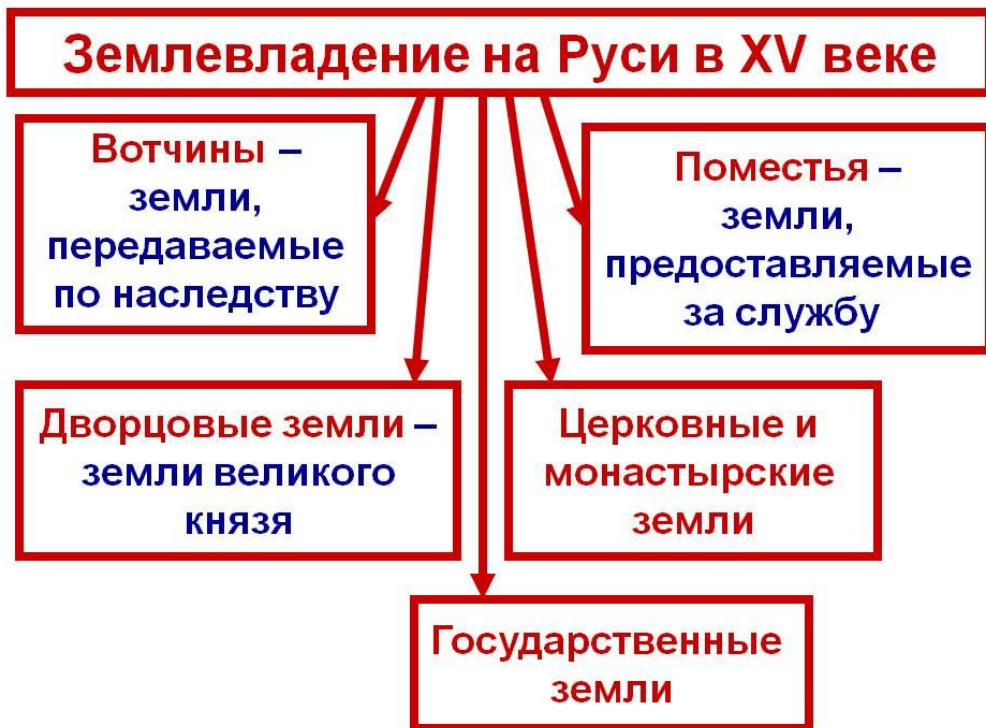 Землевладение на Руси в XV веке
Вотчины –
земли,
передаваемые
по наследству
Поместья –
земли,
предоставляемые
за службу
Дворцовые земли –
земли великого
князя
Церковные и
монастырские
земли
Государственные
земли